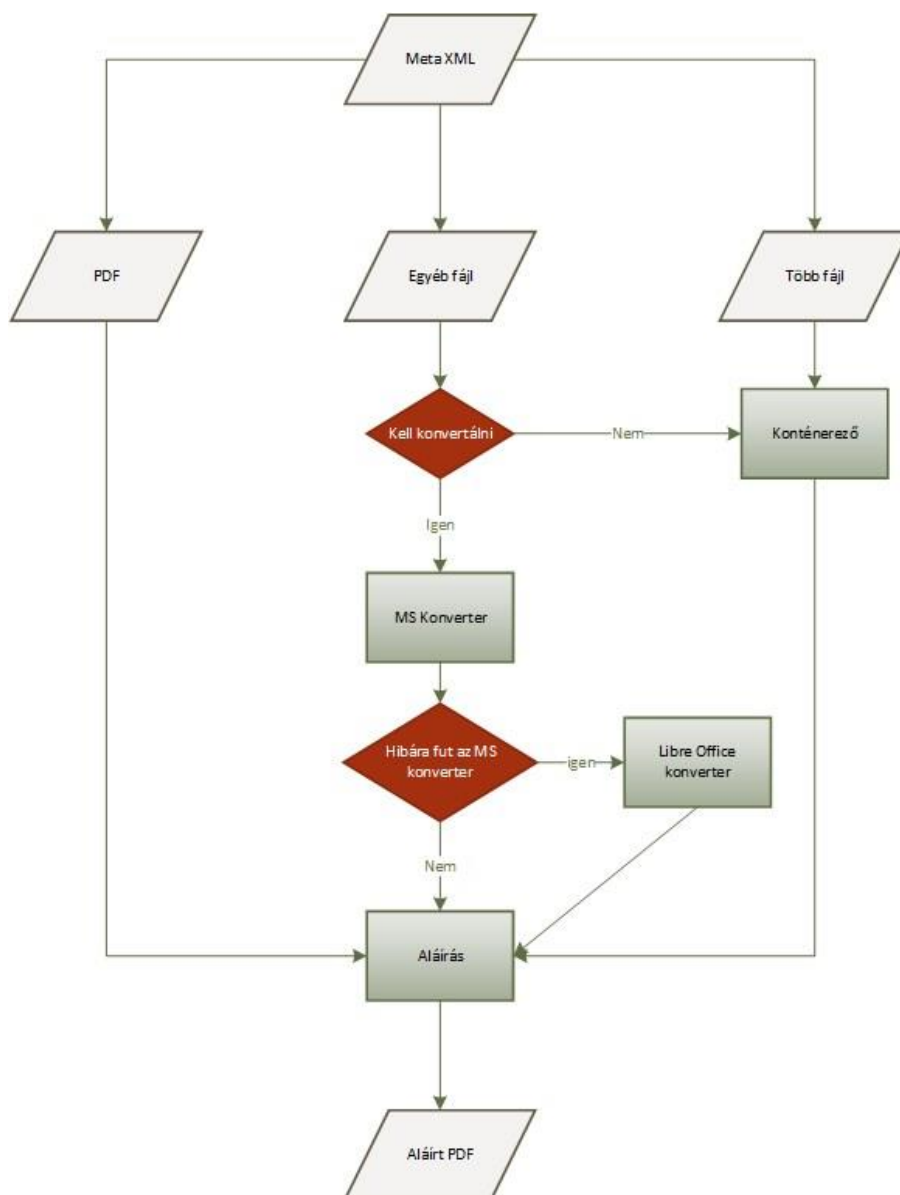 Meta XML
PDF
Egyéb fájl
Több fájl
Kell konvertálni
Nem
Konténerező
Igen
MS Konverter
Hibára fut az MS
konverter
igen
Libre Office
konverter
Nem
Aláírás
Aláírt PDF